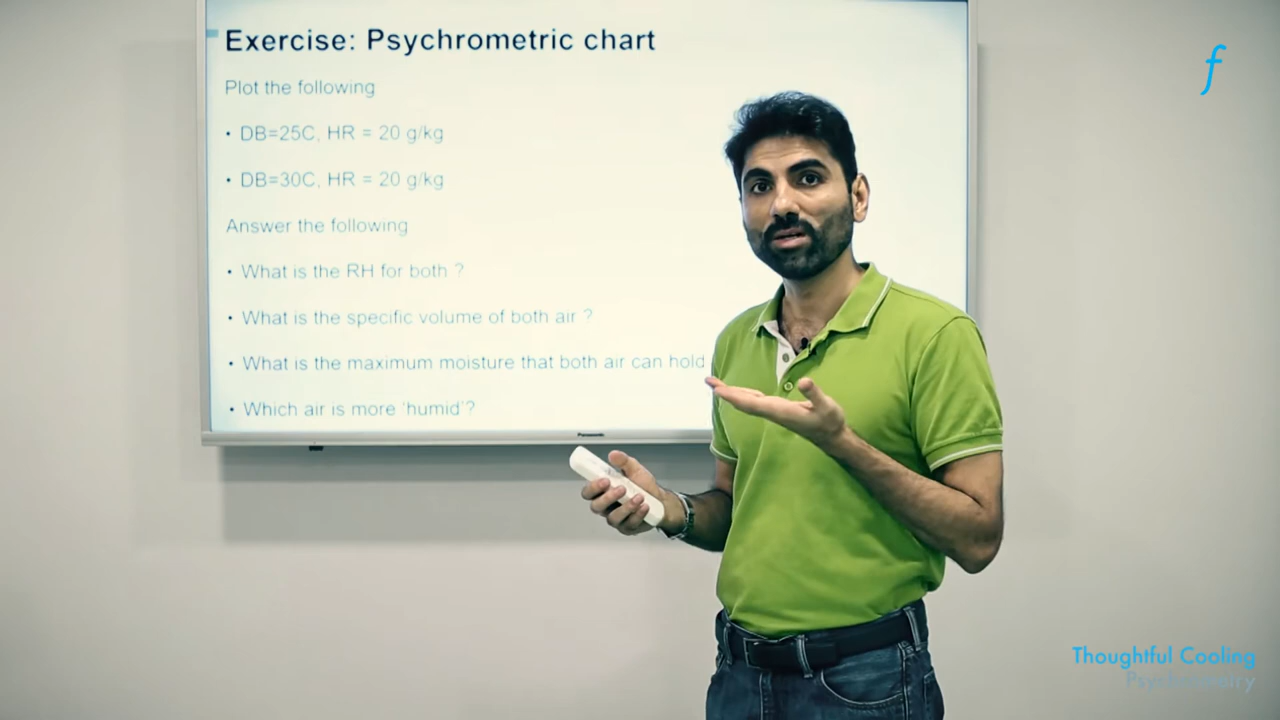 Exercise: Psychrometric chart
Plot the following
• DB=25C, HR = 20 g/kg
• DB=30C, HR = 20 g/kg
Answer the following
• What is the RH for both ?
• What is the specific volume of both air ?
• What is the maximum moisture that both air can hold
• Which air is more ‘humid’?
Panasonic
f
Thoughtful Cooling
Psychrometry